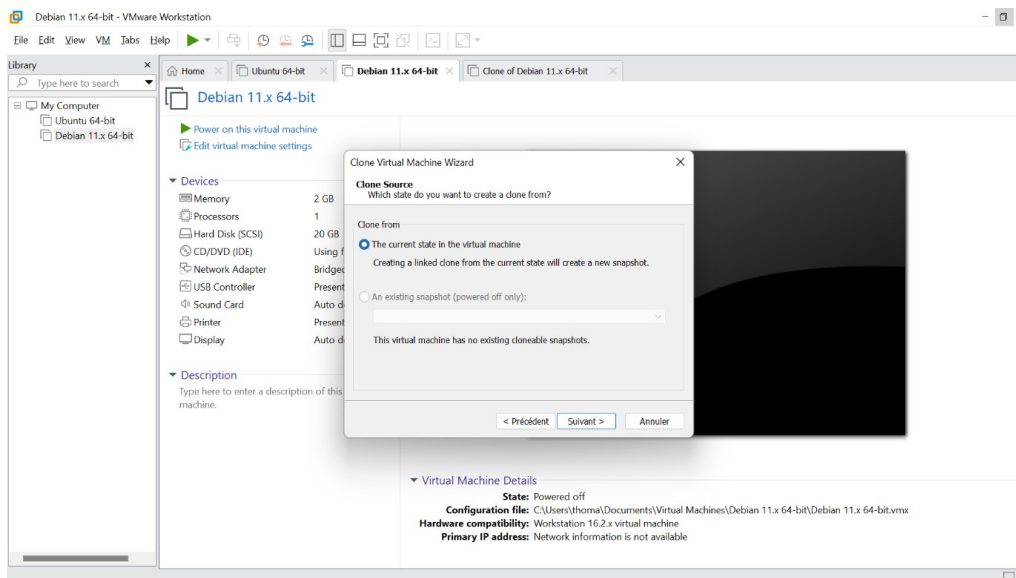 Debian 11.x 64-bit - VMware Workstation
File Edit View VM Tabs Help
Library
Type here to search
My Computer
Ubuntu 64-bit
Debian 11.x 64-bit
Home Ubuntu 64-bit Debian 11.x 64-bit Clone of Debian 11.x 64-bit
Debian 11.x 64-bit
Power on this virtual machine
Edit virtual machine settings
Devices
Memory 2 GB
Processors 1
Hard Disk (SCSI) 20 GB
CD/DVD (IDE) Using f
Network Adapter Bridged
USB Controller Present
Sound Card Auto d
Printer Present
Display Auto d
Description
Type here to enter a description of this
machine.
Clone Virtual Machine Wizard
Clone Source
Which state do you want to create a clone from?
Clone from
The current state in the virtual machine
Creating a linked clone from the current state will create a new snapshot.
An existing snapshot (powered off only):
This virtual machine has no existing cloneable snapshots.
< Précédent Suivant > Annuler
Virtual Machine Details
State: Powered off
Configuration file: C:\Users\thoma\Documents\Virtual Machines\Debian 11.x 64-bit\Debian 11.x 64-bit.vmx
Hardware compatibility: Workstation 16.2.x virtual machine
Primary IP address: Network information is not available